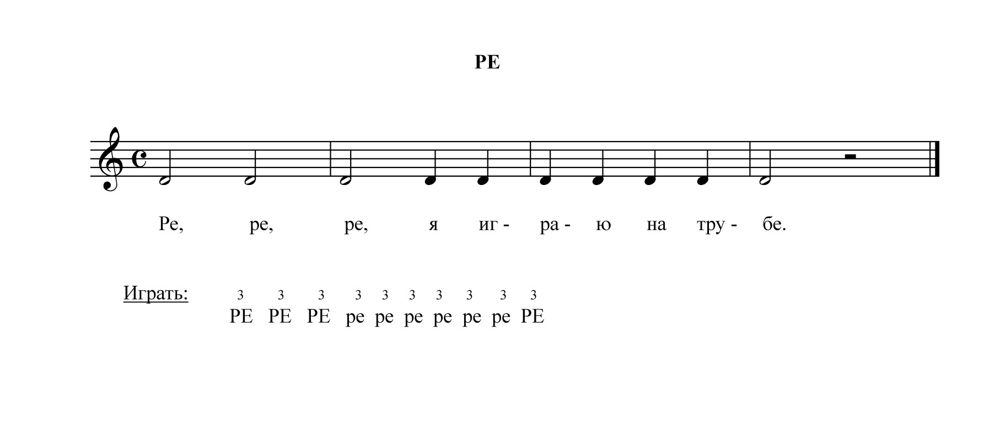 РЕ
Ре, ре, ре, я иг - ра - ю на тру - бе.
Играть: 3 3 3 3 3 3 3 3 3 3
РЕ РЕ РЕ ре ре ре ре ре ре РЕ